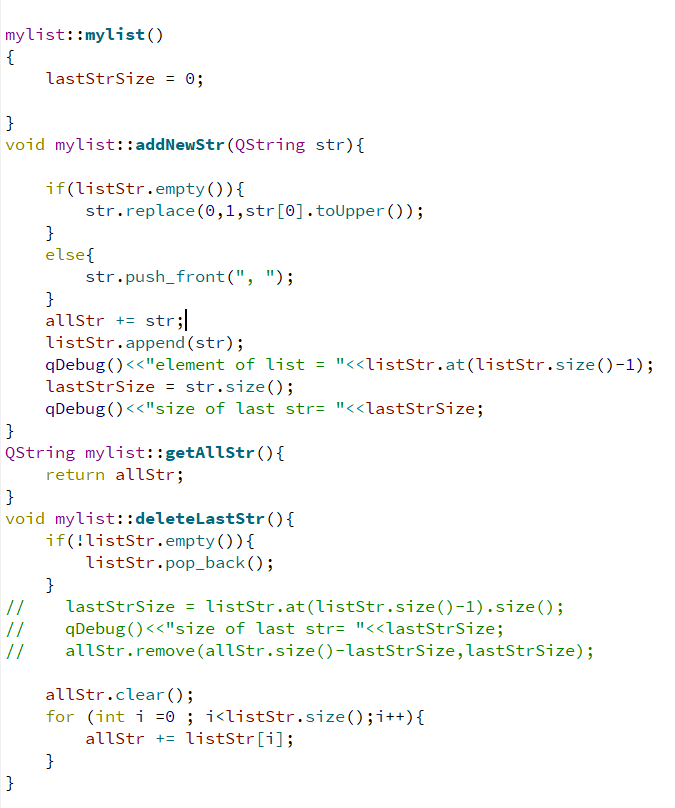 mylist::mylist()
{
    lastStrSize = 0;
}
void mylist::addNewStr(QString str){
    if(listStr.empty()){
        str.replace(0,1,str[0].toUpper());
    }
    else{
        str.push_front(", ");
    }
    allStr += str;
    listStr.append(str);
    qDebug()<<"element of list = "<<listStr.at(listStr.size()-1);
    lastStrSize = str.size();
    qDebug()<<"size of last str= "<<lastStrSize;
}
QString mylist::getAllStr(){
    return allStr;
}
void mylist::deleteLastStr(){
    if(!listStr.empty()){
        listStr.pop_back();
    }
//    lastStrSize = listStr.at(listStr.size()-1).size();
//    qDebug()<<"size of last str= "<<lastStrSize;
//    allStr.remove(allStr.size()-lastStrSize,lastStrSize);
    allStr.clear();
    for (int i =0 ; i<listStr.size();i++){
        allStr += listStr[i];
    }
}